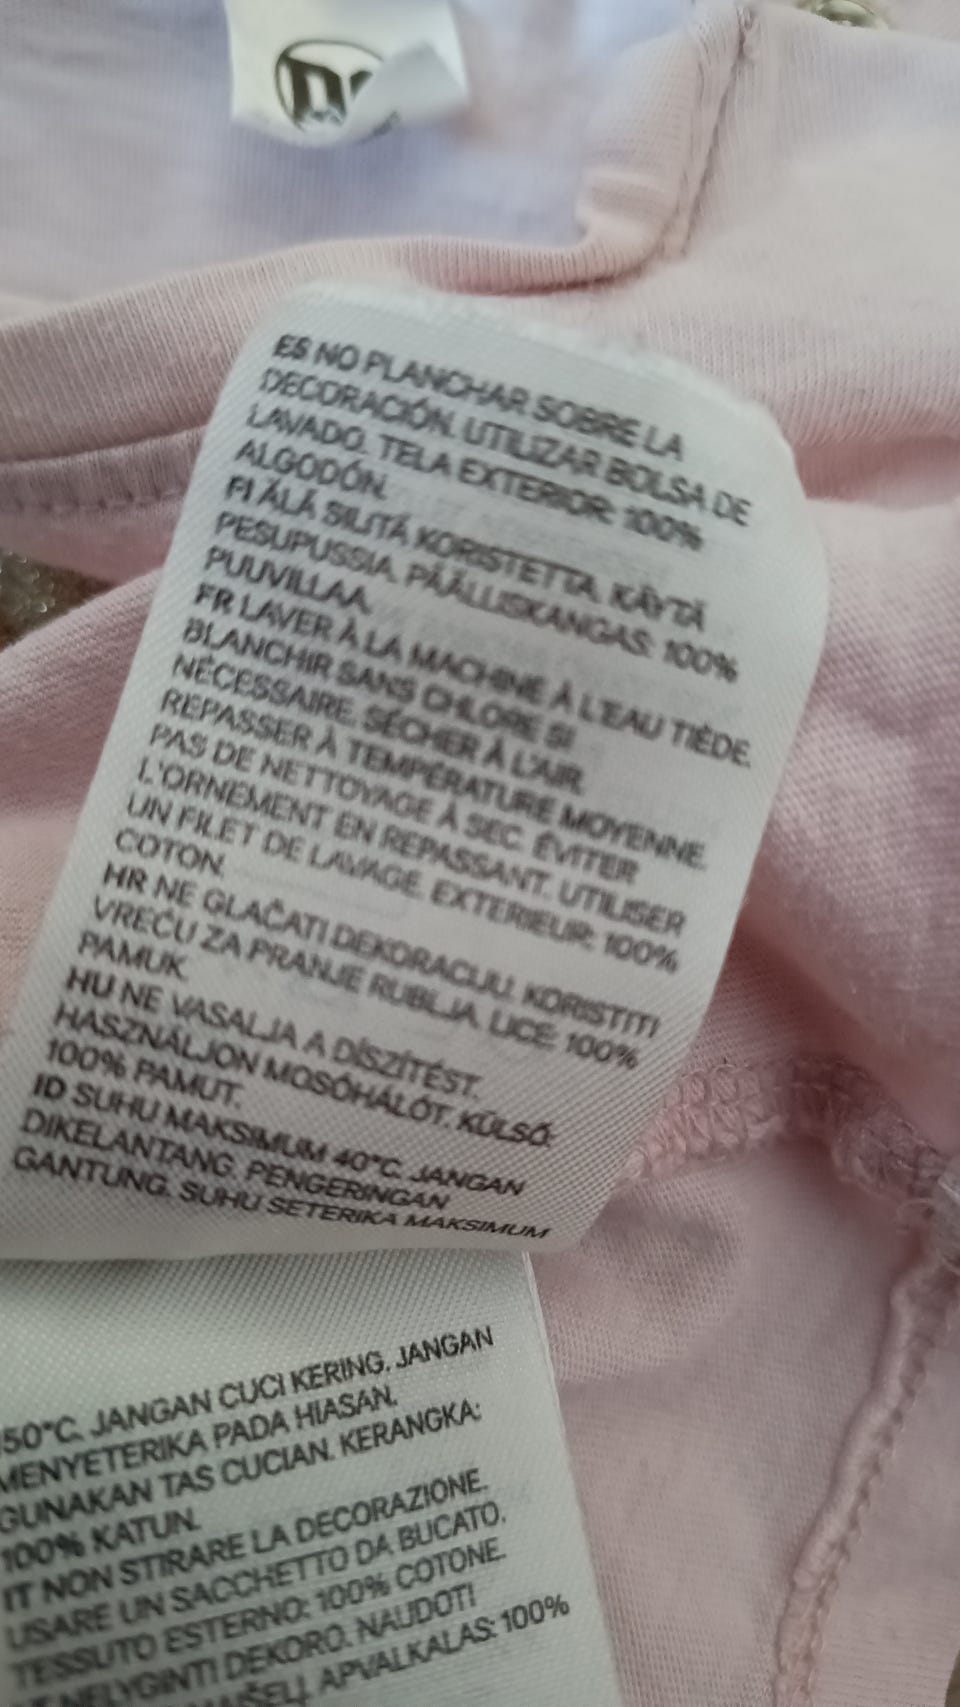 ES NO PLANCHAR SOBRE LA
DECORACIÓN. UTILIZAR BOLSA DE
LAVADO. TELA EXTERIOR: 100%
ALGODÓN.
FI ÄLÄ SILITÄ KORISTETTA. KÄYTÄ
PESUPUSSIA. PÄÄLLISKANGAS: 100%
PUUVILLAA.
FR LAVER À LA MACHINE À L'EAU TIÈDE.
BLANCHIR SANS CHLORE SI
NÉCESSAIRE. SÉCHER À L'AIR.
REPASSER À TEMPÉRATURE MOYENNE.
PAS DE NETTOYAGE À SEC. ÉVITER
L'ORNEMENT EN REPASSANT. UTILISER
UN FILET DE LAVAGE. EXTERIEUR: 100%
COTON.
HR NE GLAČATI DEKORACIJU. KORISTITI
VREĆU ZA PRANJE RUBLJA. LICE: 100%
PAMUK.
HU NE VASALJA A DÍSZÍTÉST.
HASZNÁLJON MOSÓHÁLÓT. KÜLSŐ:
100% PAMUT.
ID SUHU MAKSIMUM 40°C. JANGAN
DIKELANTANG. PENGERINGAN
GANTUNG. SUHU SETERIKA MAKSIMUM
150°C. JANGAN CUCI KERING. JANGAN
MENYETERIKA PADA HIASAN.
GUNAKAN TAS CUCIAN. KERANGKA:
100% KATUN.
IT NON STIRARE LA DECORAZIONE.
USARE UN SACCHETTO DA BUCATO.
TESSUTO ESTERNO: 100% COTONE.
NELYGINTI DEKORO. NAUDOTI
APVALKALAS: 100%